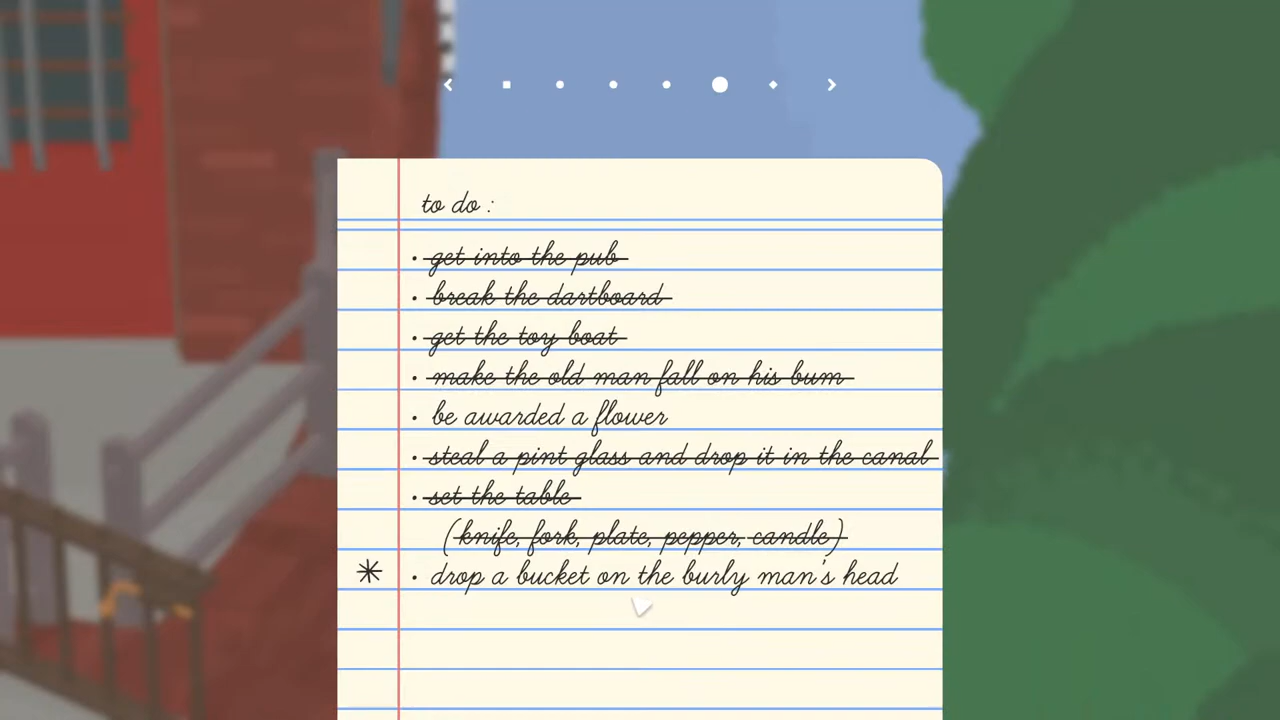 to do :
• get into the pub
• break the dartboard
• get the toy boat
• make the old man fall on his bum
• be awarded a flower
• steal a pint glass and drop it in the canal
• set the table
(knife, fork, plate, pepper, candle)
* • drop a bucket on the burly man's head